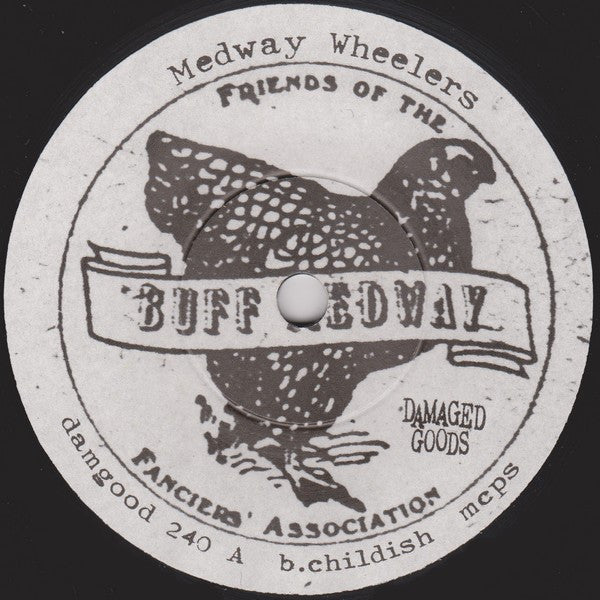 Medway Wheelers
FRIENDS OF THE
BUFF MEDWAY
DAMAGED
GOODS
FANCIERS' ASSOCIATION
damgood 240 A b.childish mcps